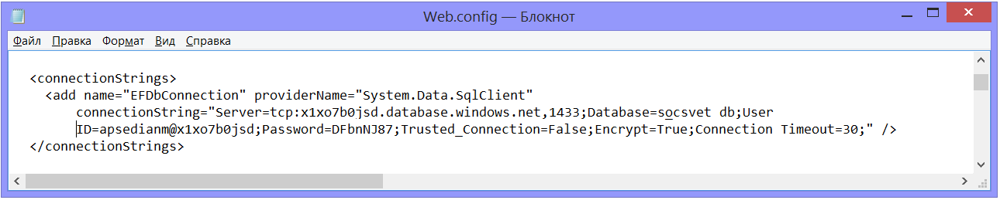 Web.config — Блокнот
Файл Правка Формат Вид Справка
<connectionStrings>
<add name="EFDbConnection" providerName="System.Data.SqlClient"
connectionString="Server=tcp:x1xo7b0jsd.database.windows.net,1433;Database=socsvet db;User
ID=apsedianm@x1xo7b0jsd;Password=DFbnNJ87;Trusted_Connection=False;Encrypt=True;Connection Timeout=30;" />
</connectionStrings>